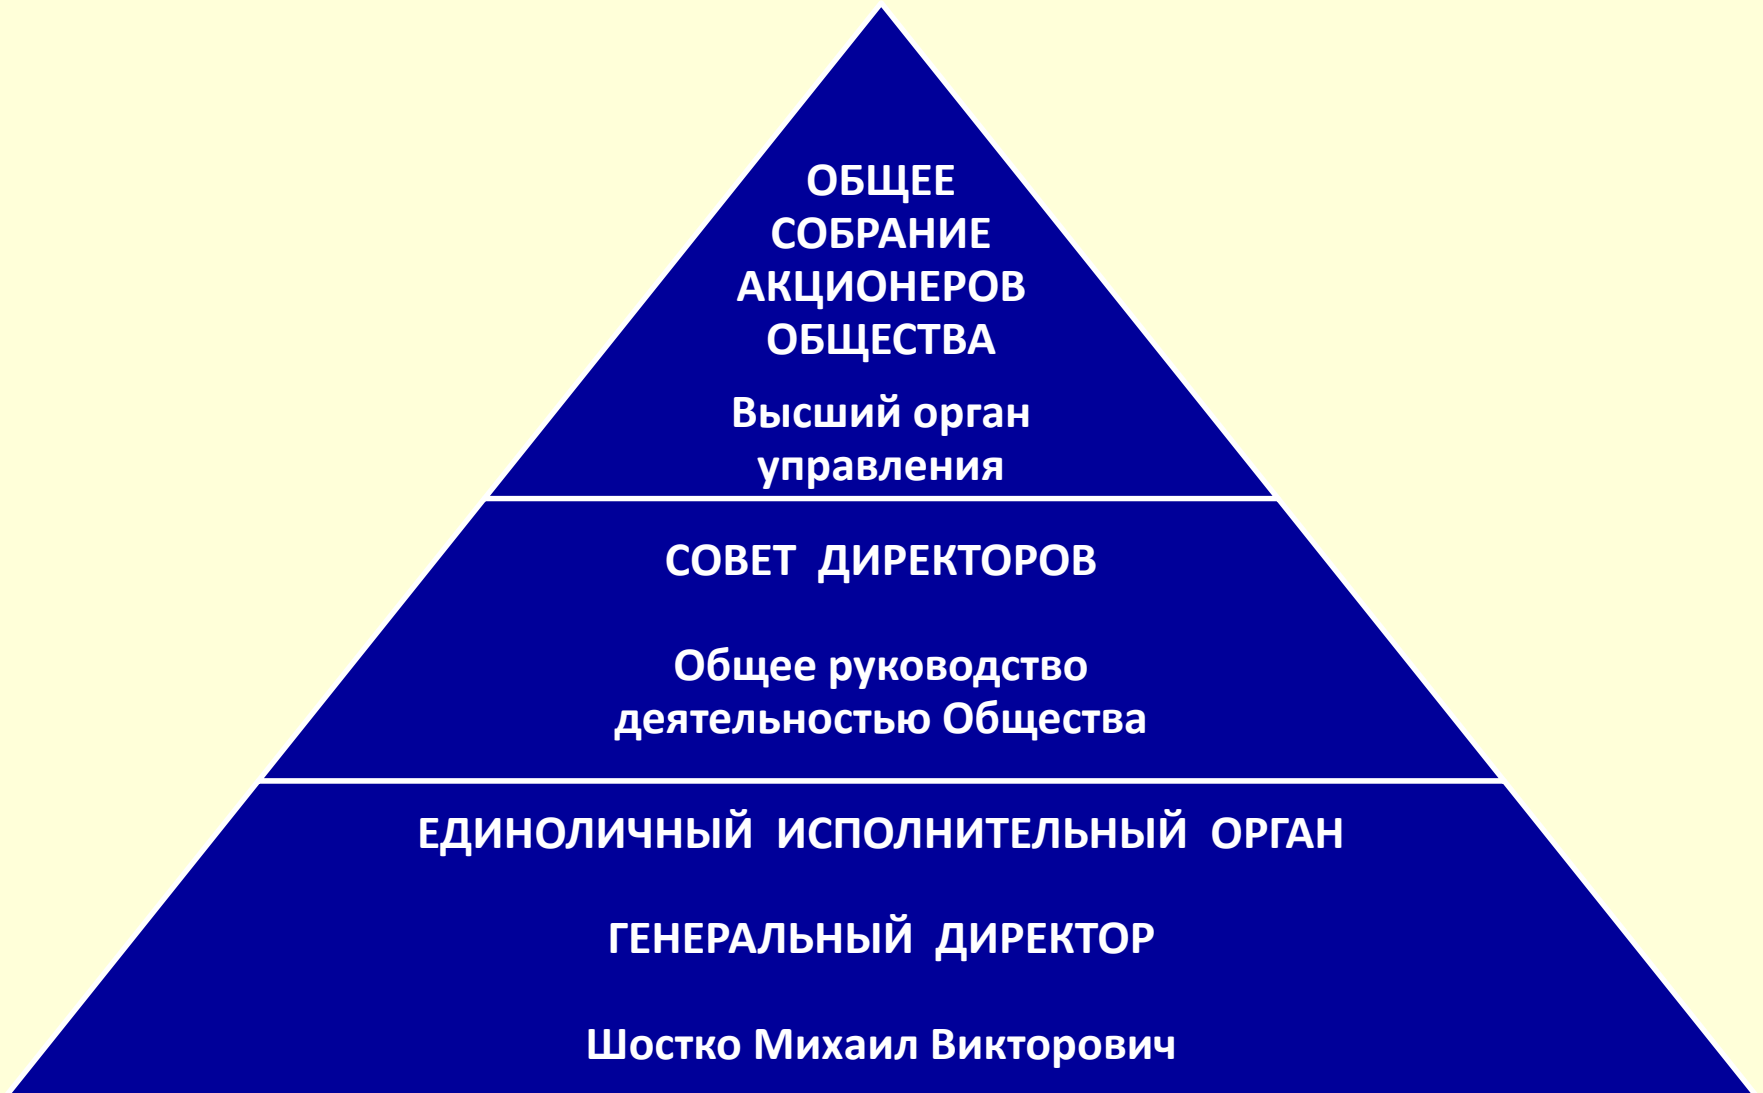 ОБЩЕЕ
СОБРАНИЕ
АКЦИОНЕРОВ
ОБЩЕСТВА
Высший орган
управления
СОВЕТ ДИРЕКТОРОВ
Общее руководство
деятельностью Общества
ЕДИНОЛИЧНЫЙ ИСПОЛНИТЕЛЬНЫЙ ОРГАН
ГЕНЕРАЛЬНЫЙ ДИРЕКТОР
Шостко Михаил Викторович